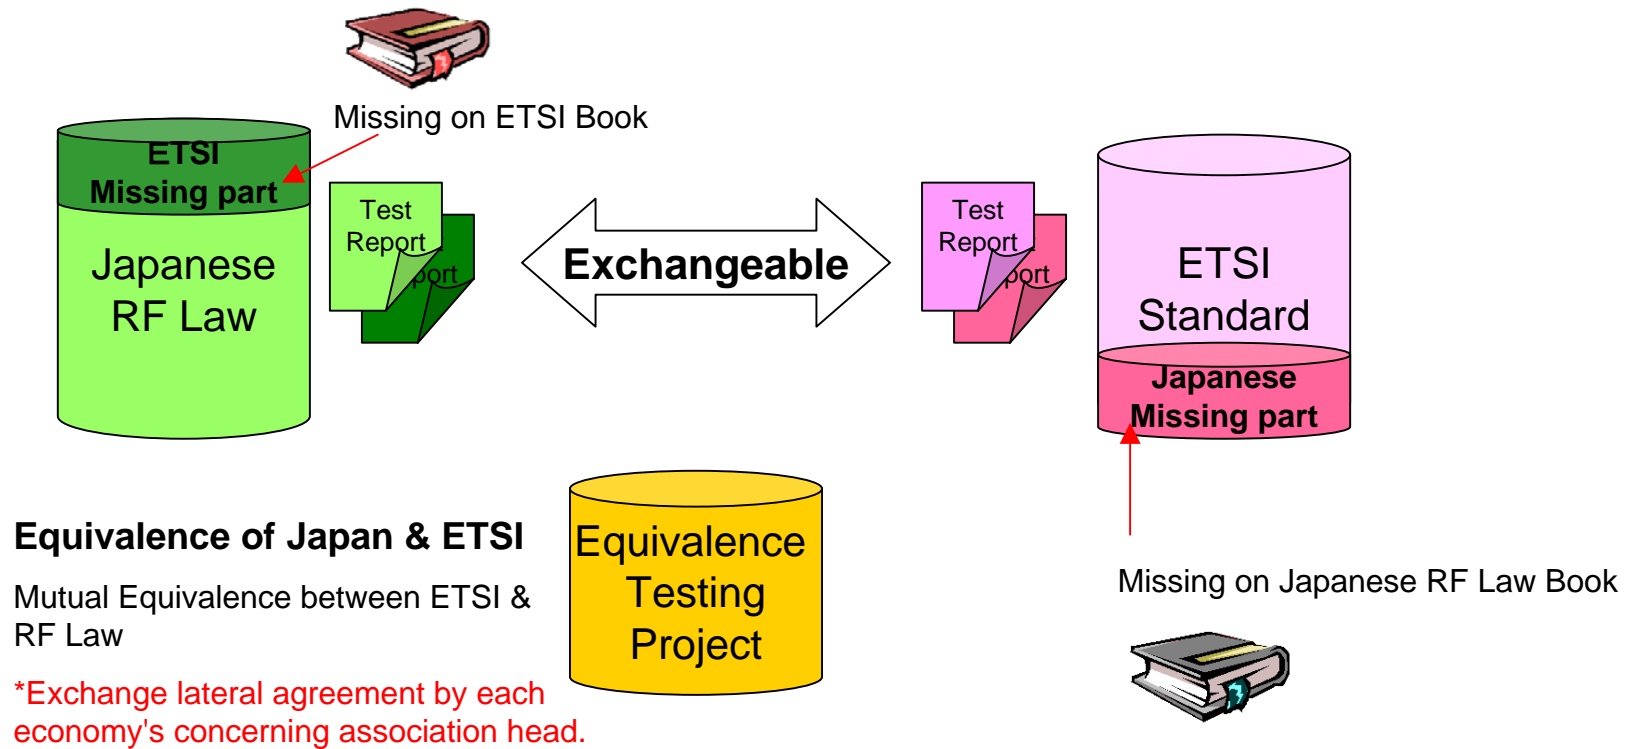 Missing on ETSI Book
ETSI
Missing part
Japanese
RF Law
Test
Report
port
Exchangeable
Test
Report
port
ETSI
Standard
Japanese
Missing part
Equivalence of Japan & ETSI
Mutual Equivalence between ETSI &
RF Law
*Exchange lateral agreement by each
economy's concerning association head.
Equivalence
Testing
Project
Missing on Japanese RF Law Book